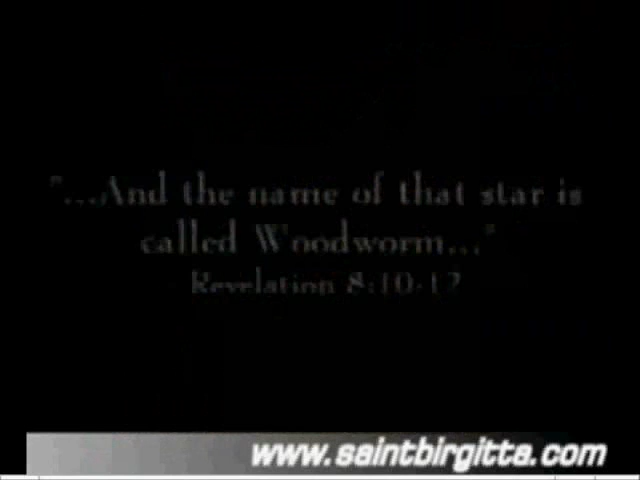 "...And the name of that star is
called Woodworm..."
Revelation 8:10-12
www.saintbirgitta.com